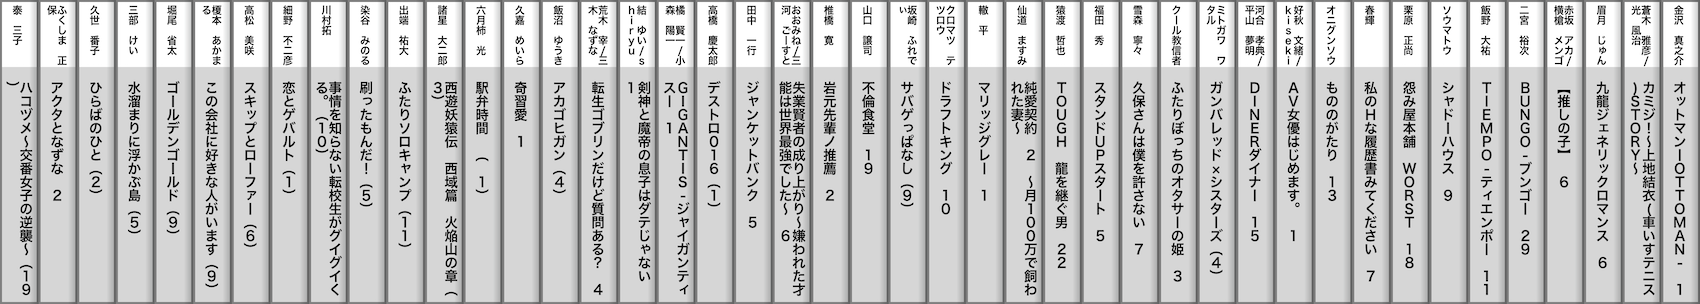 金沢 真之介
オットマン―OTTOMAN- 1
蒼木 雅彦/
光 風治
カミジ！～上地結衣～車いすテニス
～STORY～
眉月 じゅん
九龍ジェネリックロマンス 6
赤坂 アカ/
横槍 メンゴ
【推しの子】 6
二宮 裕次
BUNGO-ブンゴー 29
飯野 大祐
TIEMPO-ティエンポー 11
ソウマトウ
シャドーハウス 9
栗原 正尚
怨み屋本舗 WORST 18
春輝
私のHな履歴書みてください 7
オニグンソウ
もののがたり 13
好秋 文緒/
kiseki
AV女優はじめます。 1
河合 孝典/
平山 夢明
DINERダイナー 15
ミトガワ ワ
タル
ガンバレッド×シスターズ（4）
クール教信者
ふたりぼっちのオタサーの姫 3
雪森 寧々
久保さんは僕を許さない 7
福田 秀
スタンドUPスタート 5
猿渡 哲也
TOUGH 龍を継ぐ男 22
仙道 ますみ
純愛契約 2 ～月100万で飼わ
れた妻～
轍 平
マリッジグレー 1
クロマツ テ
ツロウ
ドラフトキング 10
坂崎 ふれで
ぃ
サバゲっぱなし（9）
山口 譲司
不倫食堂 19
椎橋 寛
岩元先輩ノ推薦 2
おおみね/三
河 ごーすと
失業賢者の成り上がり～嫌われた才
能は世界最強でした～ 6
田中 一行
ジャンケットバンク 5
高橋 慶太郎
デストロ016（1）
橘 賢一/小
森 陽一
GIGANTIS-ジャイガンティ
スー 1
結 ゆい/s
hiryu
剣神と魔帝の息子はダテじゃない
1
荒木 宰/三
木 なずな
転生ゴブリンだけど質問ある？ 4
飯沼 ゆうき
アカゴヒガン（4）
久嘉 めいら
奇習愛 1
六月柿 光
駅弁時間 （1）
諸星 大二郎
西遊妖猿伝 西域篇 火焔山の章（
3）
出端 祐大
ふたりソロキャンプ（11）
染谷 みのる
刷ったもんだ！（5）
川村拓
事情を知らない転校生がグイグイく
る。（10）
細野 不二彦
恋とゲバルト（1）
高松 美咲
スキップとローファー（6）
榎本 あかま
る
この会社に好きな人がいます（9）
堀尾 省太
ゴールデンゴールド（9）
三部 けい
水溜まりに浮かぶ島（5）
久世 番子
ひらばのひと（2）
ふくしま 正
保
アクタとなずな 2
泰 三子
ハコヅメ～交番女子の逆襲～（19
）